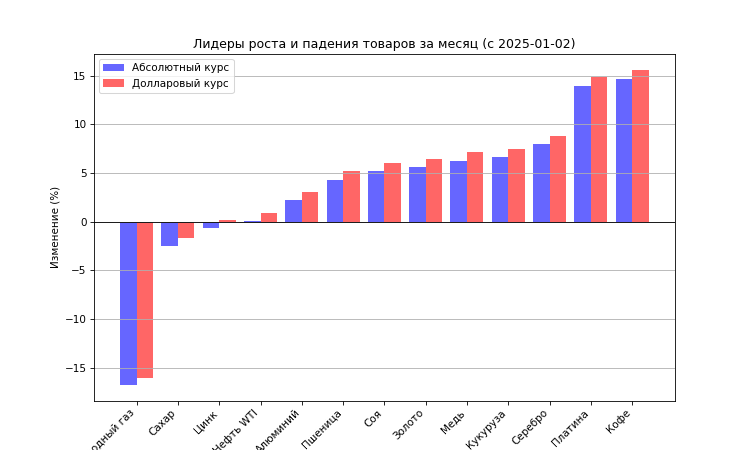 Лидеры роста и падения товаров за месяц (с 2025-01-02)
Абсолютный курс
Долларовый курс
Изменение (%)
15
10
5
0
−5
−10
−15
одный газ
Сахар
Цинк
Нефть WTI
Алюминий
Пшеница
Соя
Золото
Медь
Кукуруза
Серебро
Платина
Кофе